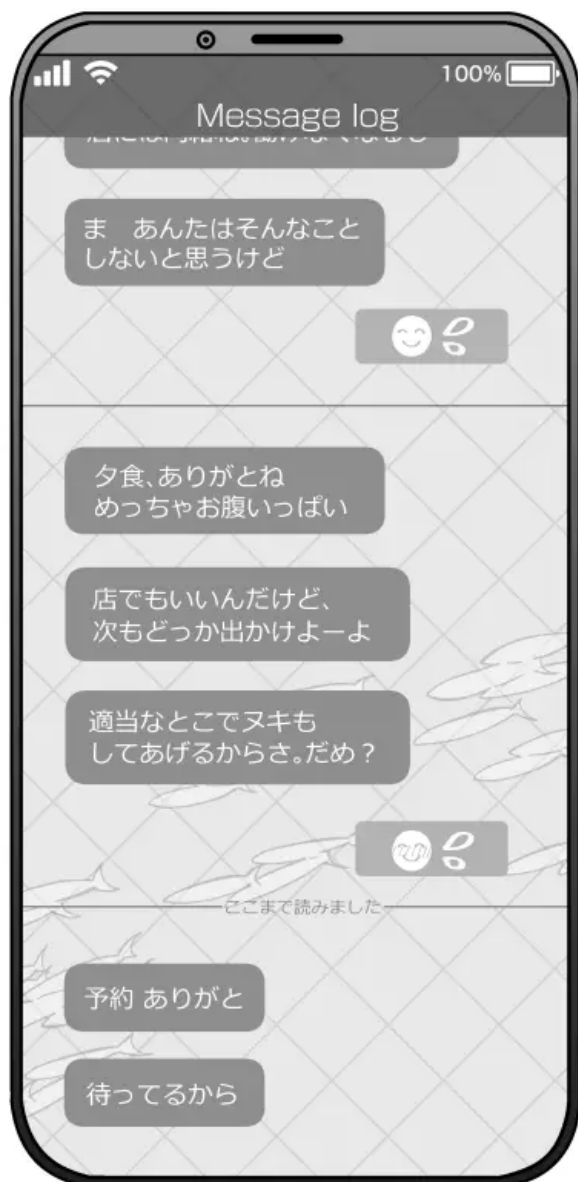 100%
Message log
ま あんたはそんなこと
しないと思うけど
夕食、ありがとね
めっちゃお腹いっぱい
店でもいいんだけど、
次もどっか出かけよーよ
適当なとこでヌキも
してあげるからさ。だめ？
ここまで読みました
予約 ありがと
待ってるから